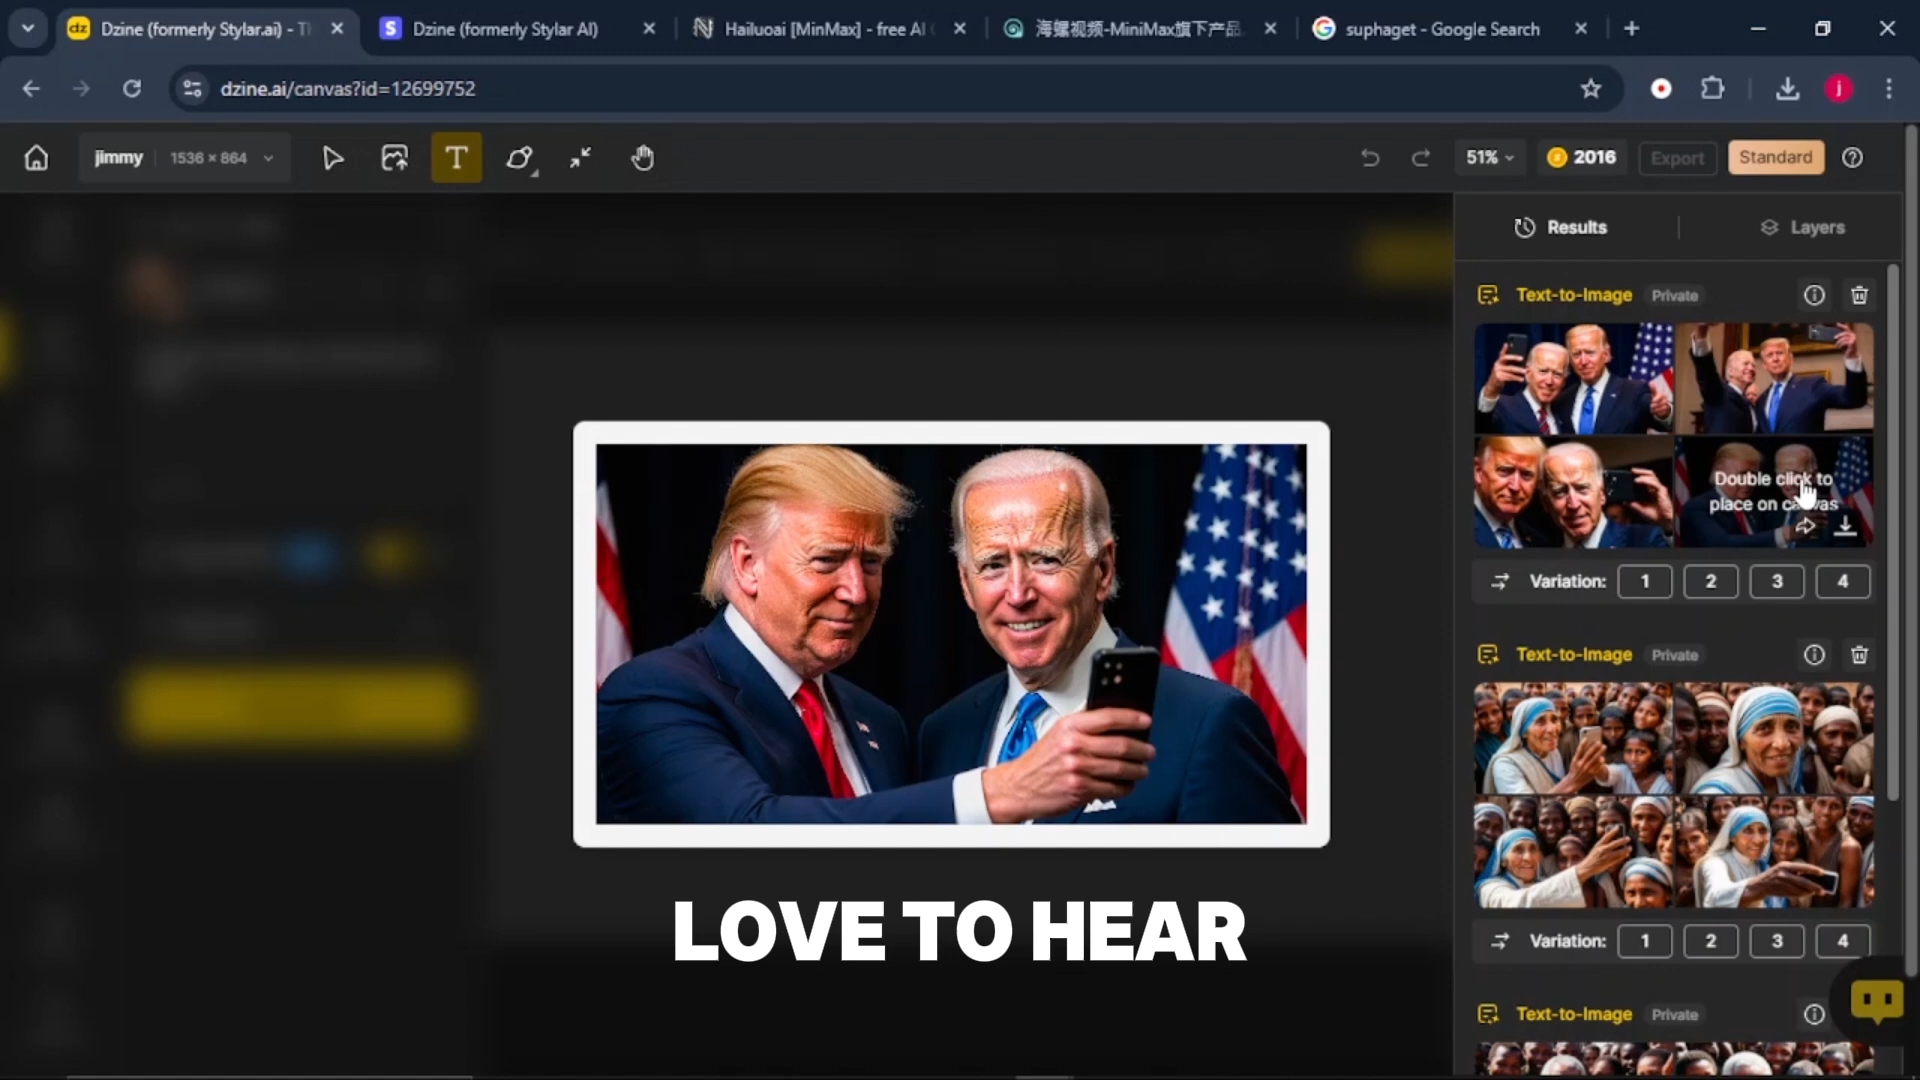 Dzine (formerly Stylar.ai) - Tl
Dzine (formerly Stylar AI)
Hailuoai [MinMax] - free AI
海螺视频-MiniMax旗下产品
suphaget - Google Search
dzine.ai/canvas?id=12699752
j
jimmy
1536 × 864
T
51%
2016
Export
Standard
Results
Layers
Text-to-Image
Private
Double click to
place on canvas
Variation: 1 2 3 4
Text-to-Image
Private
Variation: 1 2 3 4
Text-to-Image
Private
LOVE TO HEAR